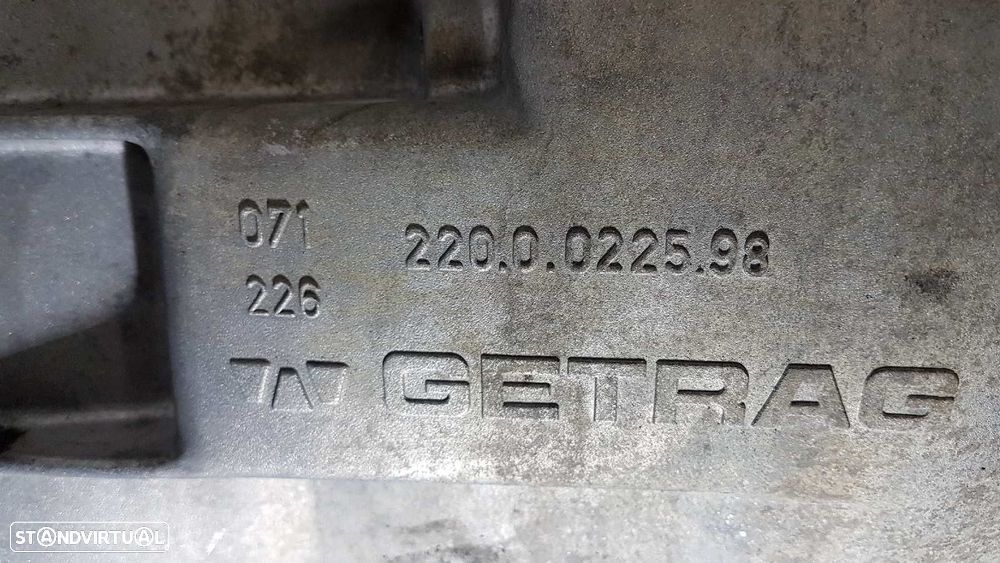 071
220.0.0225.98
226
GETRAG
STANDVIRTUAL